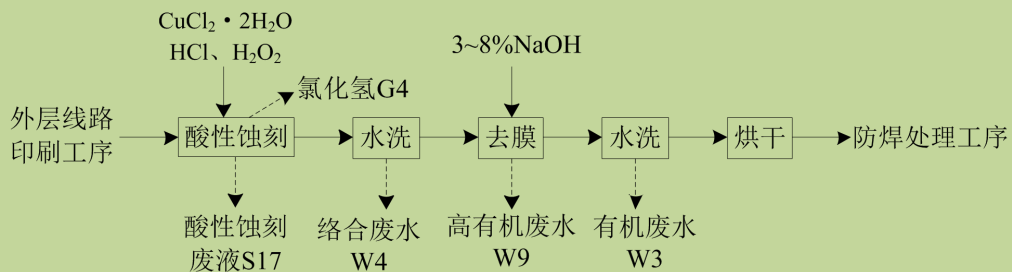 CuCl₂・2H₂O
HCl、H₂O₂
3~8%NaOH
氯化氢G4
外层线路
印刷工序
酸性蚀刻
水洗
去膜
水洗
烘干
防焊处理工序
酸性蚀刻
废液S17
络合废水
W4
高有机废水
W9
有机废水
W3